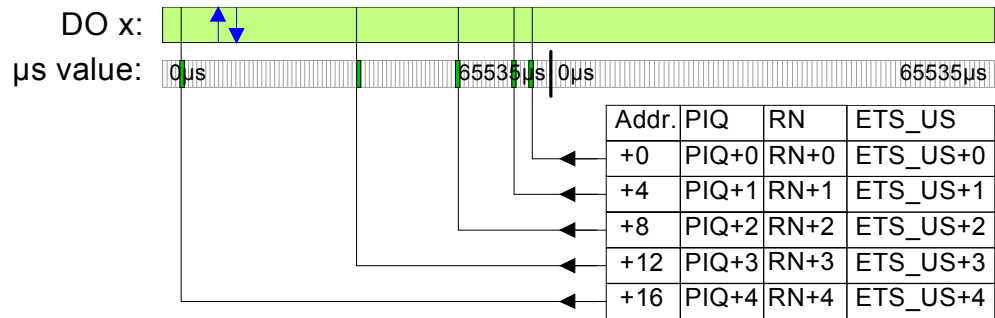 DO x:
µs value: 0µs 65535µs 0µs 65535µs
Addr. PIQ RN ETS_US
+0 PIQ+0 RN+0 ETS_US+0
+4 PIQ+1 RN+1 ETS_US+1
+8 PIQ+2 RN+2 ETS_US+2
+12 PIQ+3 RN+3 ETS_US+3
+16 PIQ+4 RN+4 ETS_US+4